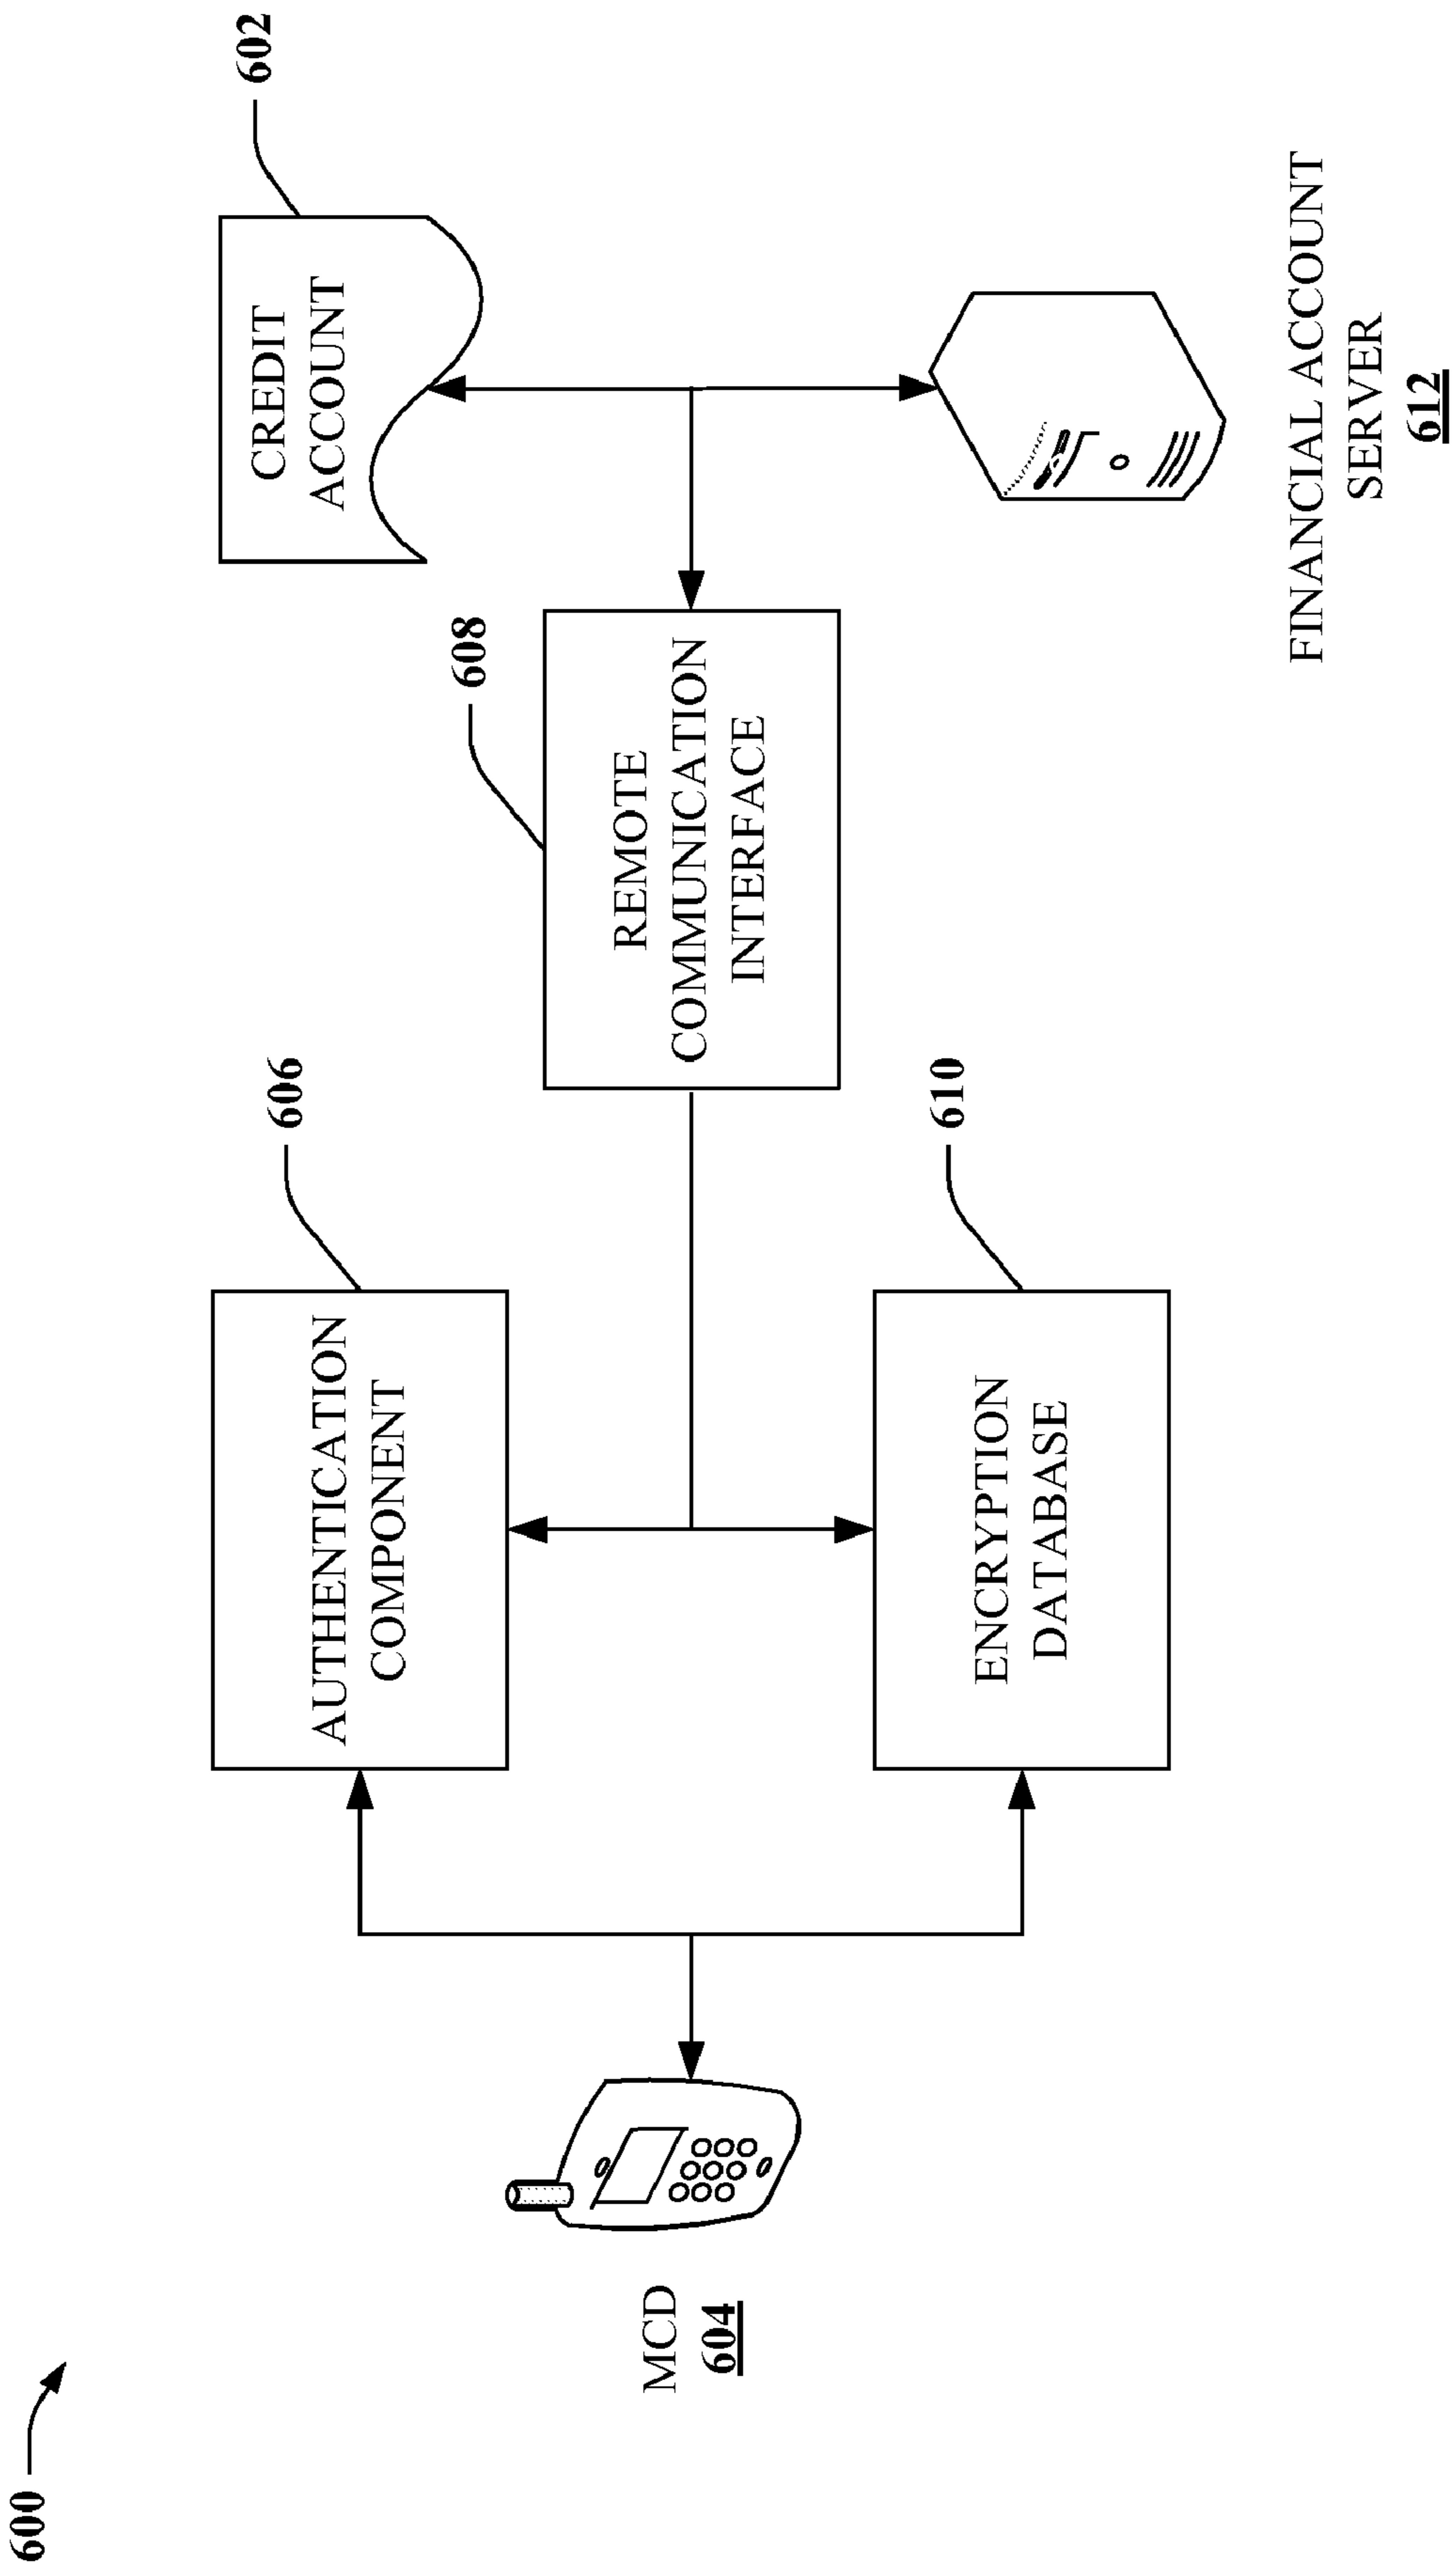 600
602
CREDIT
ACCOUNT
606
AUTHENTICATION
COMPONENT
608
REMOTE
COMMUNICATION
INTERFACE
MCD
604
610
ENCRYPTION
DATABASE
FINANCIAL ACCOUNT
SERVER
612